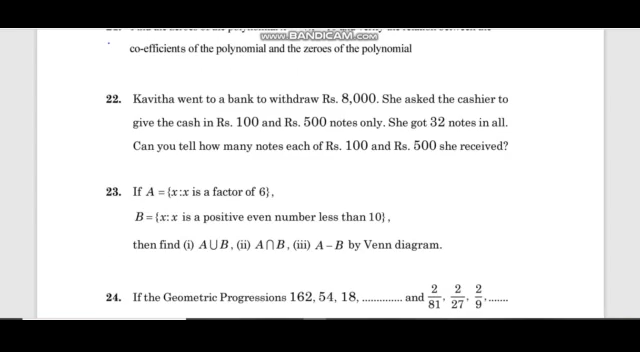 WWW.BANDICAM.COM
co-efficients of the polynomial and the zeroes of the polynomial
22. Kavitha went to a bank to withdraw Rs. 8,000. She asked the cashier to
give the cash in Rs. 100 and Rs. 500 notes only. She got 32 notes in all.
Can you tell how many notes each of Rs. 100 and Rs. 500 she received?
23. If A = {x : x is a factor of 6},
B = {x : x is a positive even number less than 10},
then find (i) A ∪ B, (ii) A ∩ B, (iii) A – B by Venn diagram.
24. If the Geometric Progressions 162, 54, 18, .............. and 2/81, 2/27, 2/9, .......